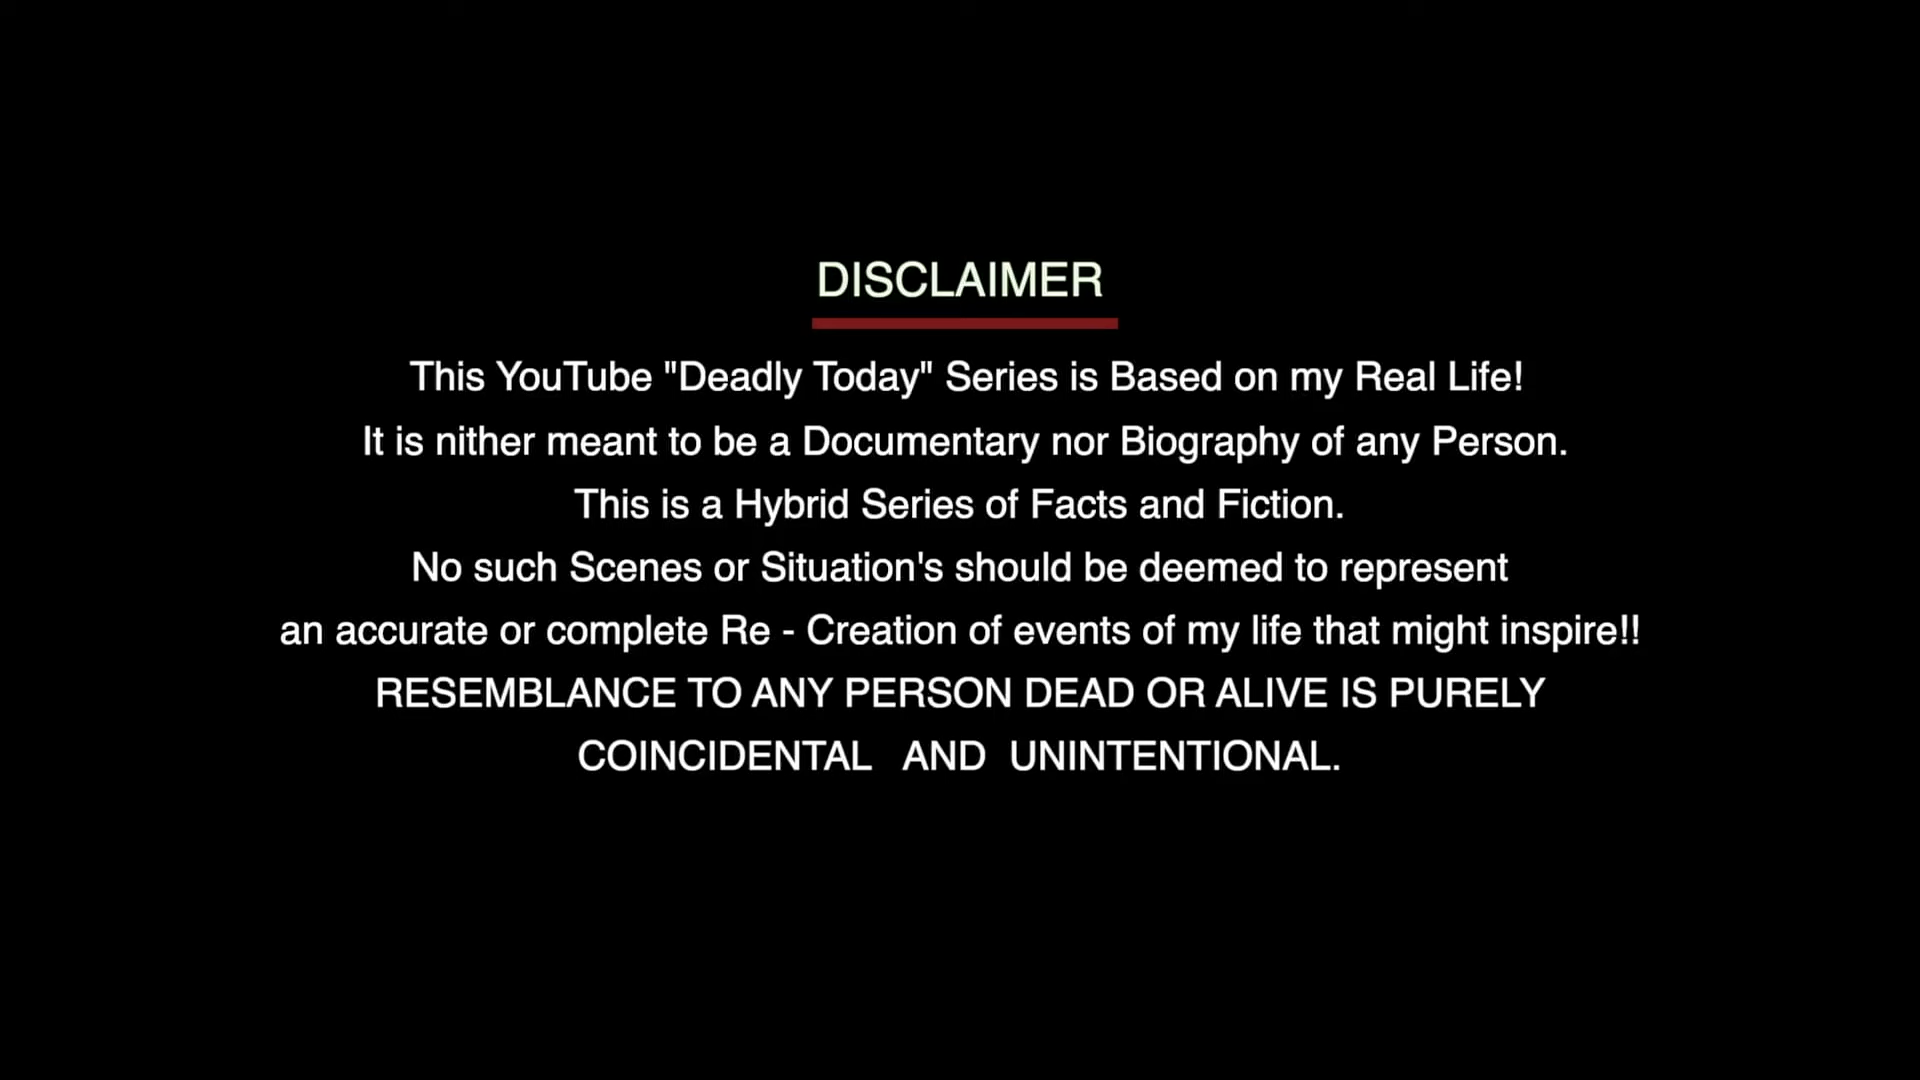 DISCLAIMER
This YouTube "Deadly Today" Series is Based on my Real Life!
It is nither meant to be a Documentary nor Biography of any Person.
This is a Hybrid Series of Facts and Fiction.
No such Scenes or Situation's should be deemed to represent
an accurate or complete Re - Creation of events of my life that might inspire!!
RESEMBLANCE TO ANY PERSON DEAD OR ALIVE IS PURELY
COINCIDENTAL AND UNINTENTIONAL.